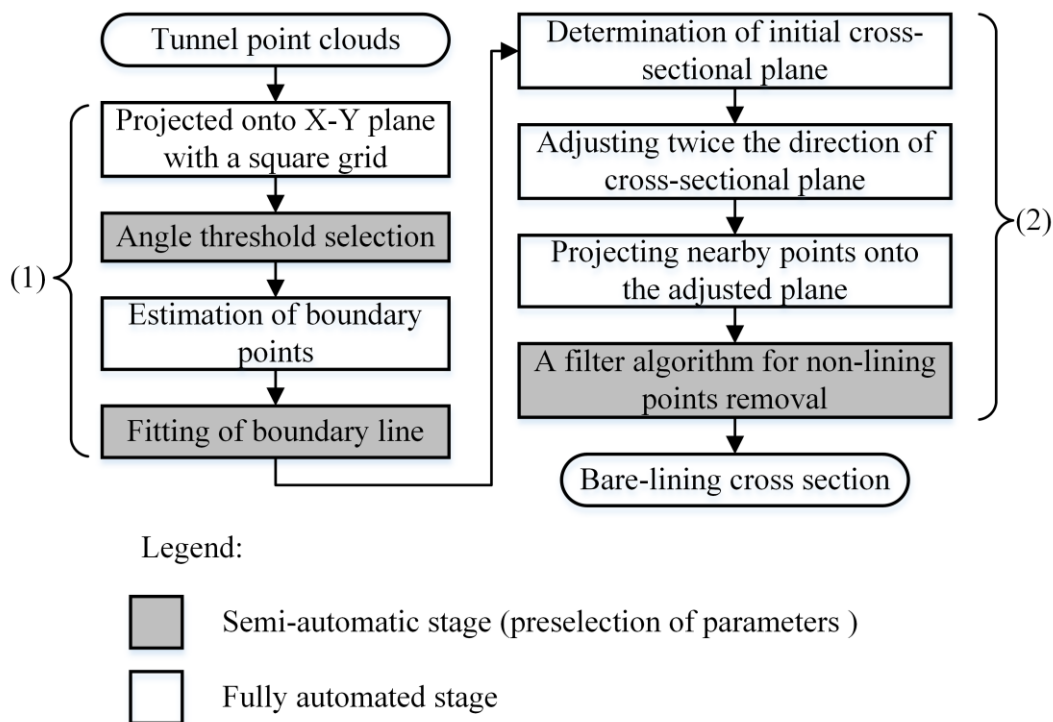 Tunnel point clouds
Projected onto X-Y plane
with a square grid
Angle threshold selection
Estimation of boundary
points
Fitting of boundary line
(1)
Determination of initial cross-
sectional plane
Adjusting twice the direction of
cross-sectional plane
Projecting nearby points onto
the adjusted plane
A filter algorithm for non-lining
points removal
Bare-lining cross section
(2)
Legend:
Semi-automatic stage (preselection of parameters )
Fully automated stage